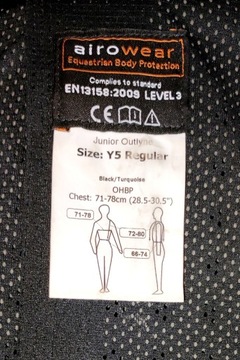 airowear
Equestrian Body Protection
Complies to standard
EN13158:2009 LEVEL 3
CE
Junior Outlyne
Size: Y5 Regular
Black/Turquoise
OHBP
Chest: 71-78cm (28.5-30.5")
71-78
72-80
66-74